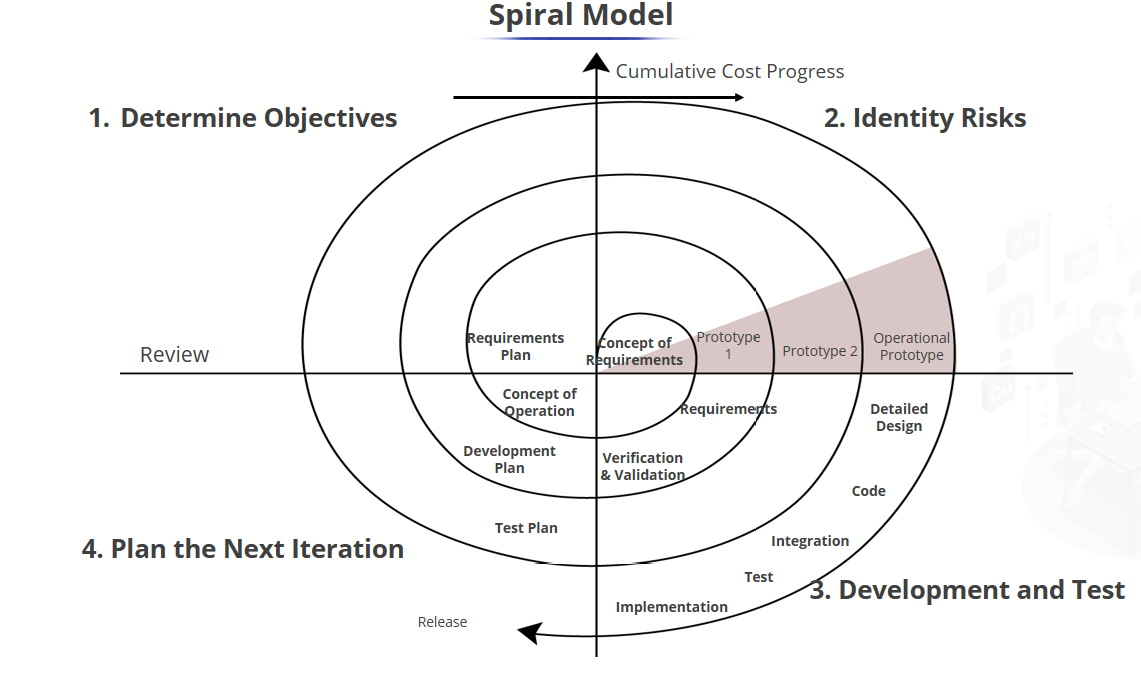 Spiral Model
Cumulative Cost Progress
1. Determine Objectives
2. Identity Risks
Review
Requirements
Plan
Concept of
Requirements
Prototype
1
Prototype 2
Operational
Prototype
Concept of
Operation
Requirements
Detailed
Design
Development
Plan
Verification
& Validation
Code
Test Plan
Integration
4. Plan the Next Iteration
Test
3. Development and Test
Implementation
Release
PHP
C++